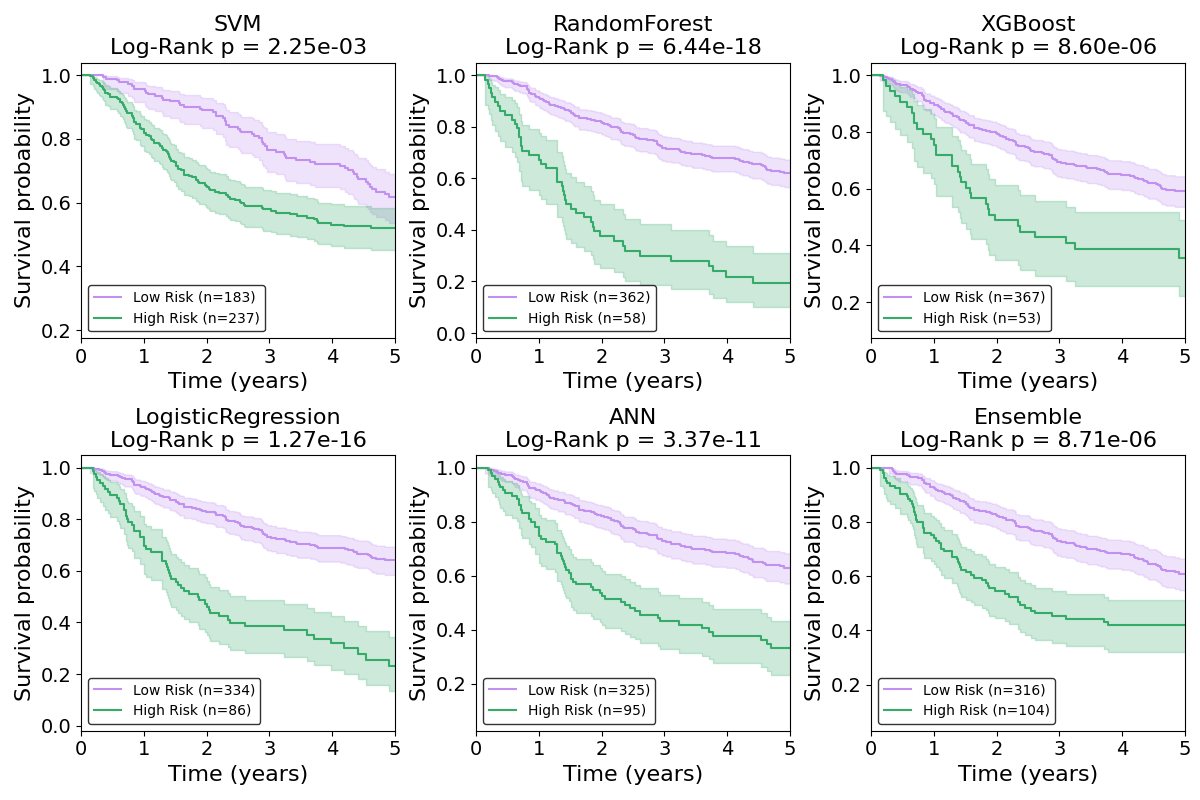 SVM
Log-Rank p = 2.25e-03
Survival probability
1.0
0.8
0.6
0.4
0.2
Low Risk (n=183)
High Risk (n=237)
0 1 2 3 4 5
Time (years)
RandomForest
Log-Rank p = 6.44e-18
Survival probability
1.0
0.8
0.6
0.4
0.2
0.0
Low Risk (n=362)
High Risk (n=58)
0 1 2 3 4 5
Time (years)
XGBoost
Log-Rank p = 8.60e-06
Survival probability
1.0
0.8
0.6
0.4
0.2
Low Risk (n=367)
High Risk (n=53)
0 1 2 3 4 5
Time (years)
LogisticRegression
Log-Rank p = 1.27e-16
Survival probability
1.0
0.8
0.6
0.4
0.2
0.0
Low Risk (n=334)
High Risk (n=86)
0 1 2 3 4 5
Time (years)
ANN
Log-Rank p = 3.37e-11
Survival probability
1.0
0.8
0.6
0.4
0.2
Low Risk (n=325)
High Risk (n=95)
0 1 2 3 4 5
Time (years)
Ensemble
Log-Rank p = 8.71e-06
Survival probability
1.0
0.8
0.6
0.4
0.2
Low Risk (n=316)
High Risk (n=104)
0 1 2 3 4 5
Time (years)